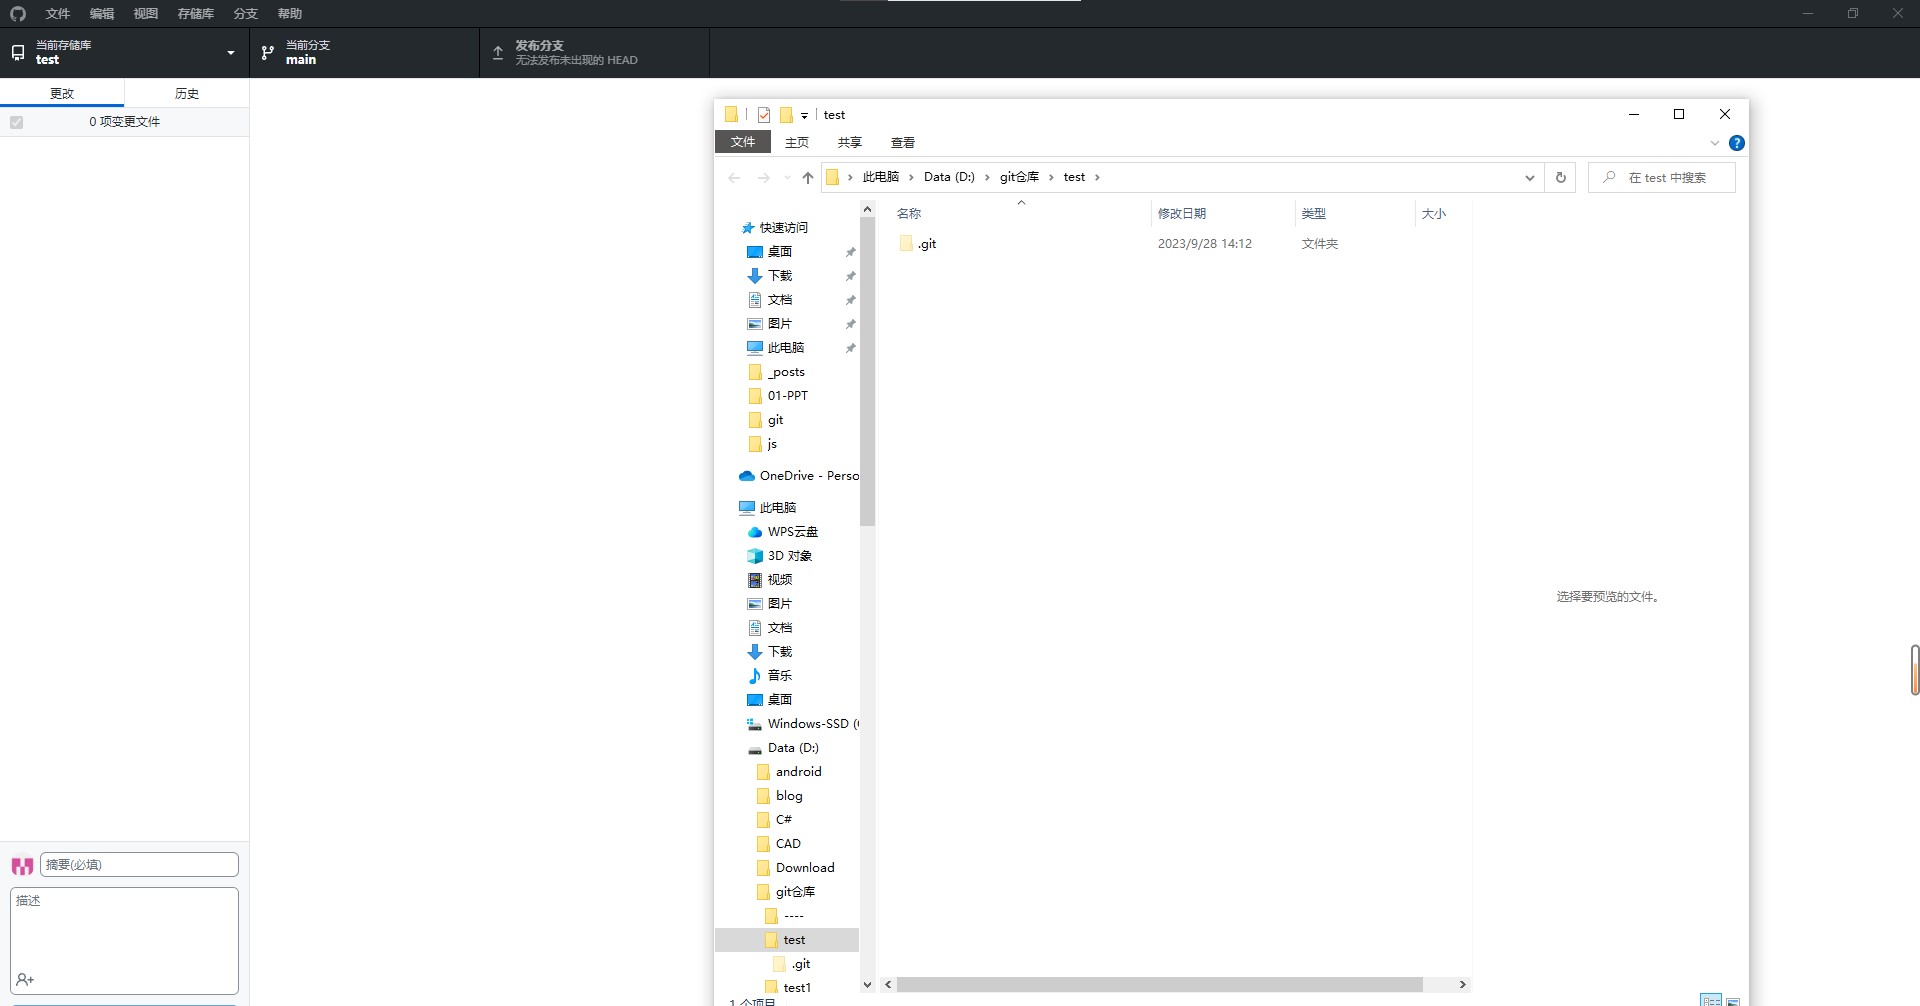 文件 编辑 视图 存储库 分支 帮助
当前存储库
test
当前分支
main
发布分支
无法发布未出现的 HEAD
更改 历史
0 项变更文件
摘要(必填)
描述
test
文件 主页 共享 查看
此电脑 Data (D:) git仓库 test
在 test 中搜索
名称 修改日期 类型 大小
.git 2023/9/28 14:12 文件夹
快速访问
桌面
下载
文档
图片
此电脑
_posts
01-PPT
git
js
OneDrive - Perso
此电脑
WPS云盘
3D 对象
视频
图片
文档
下载
音乐
桌面
Windows-SSD (
Data (D:)
android
blog
C#
CAD
Download
git仓库
----
test
.git
test1
选择要预览的文件。
1 个项目